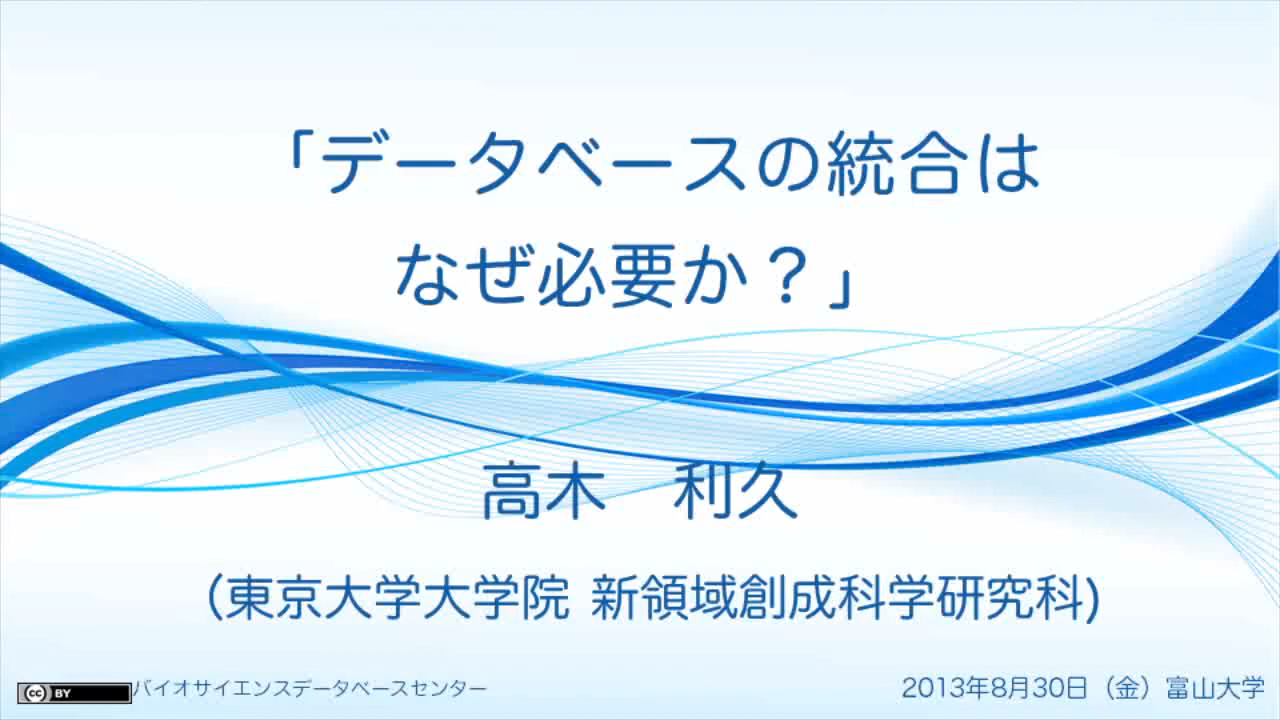 「データベースの統合は
なぜ必要か？」
高木　利久
(東京大学大学院 新領域創成科学研究科)
cc BY バイオサイエンスデータベースセンター
2013年8月30日（金）富山大学